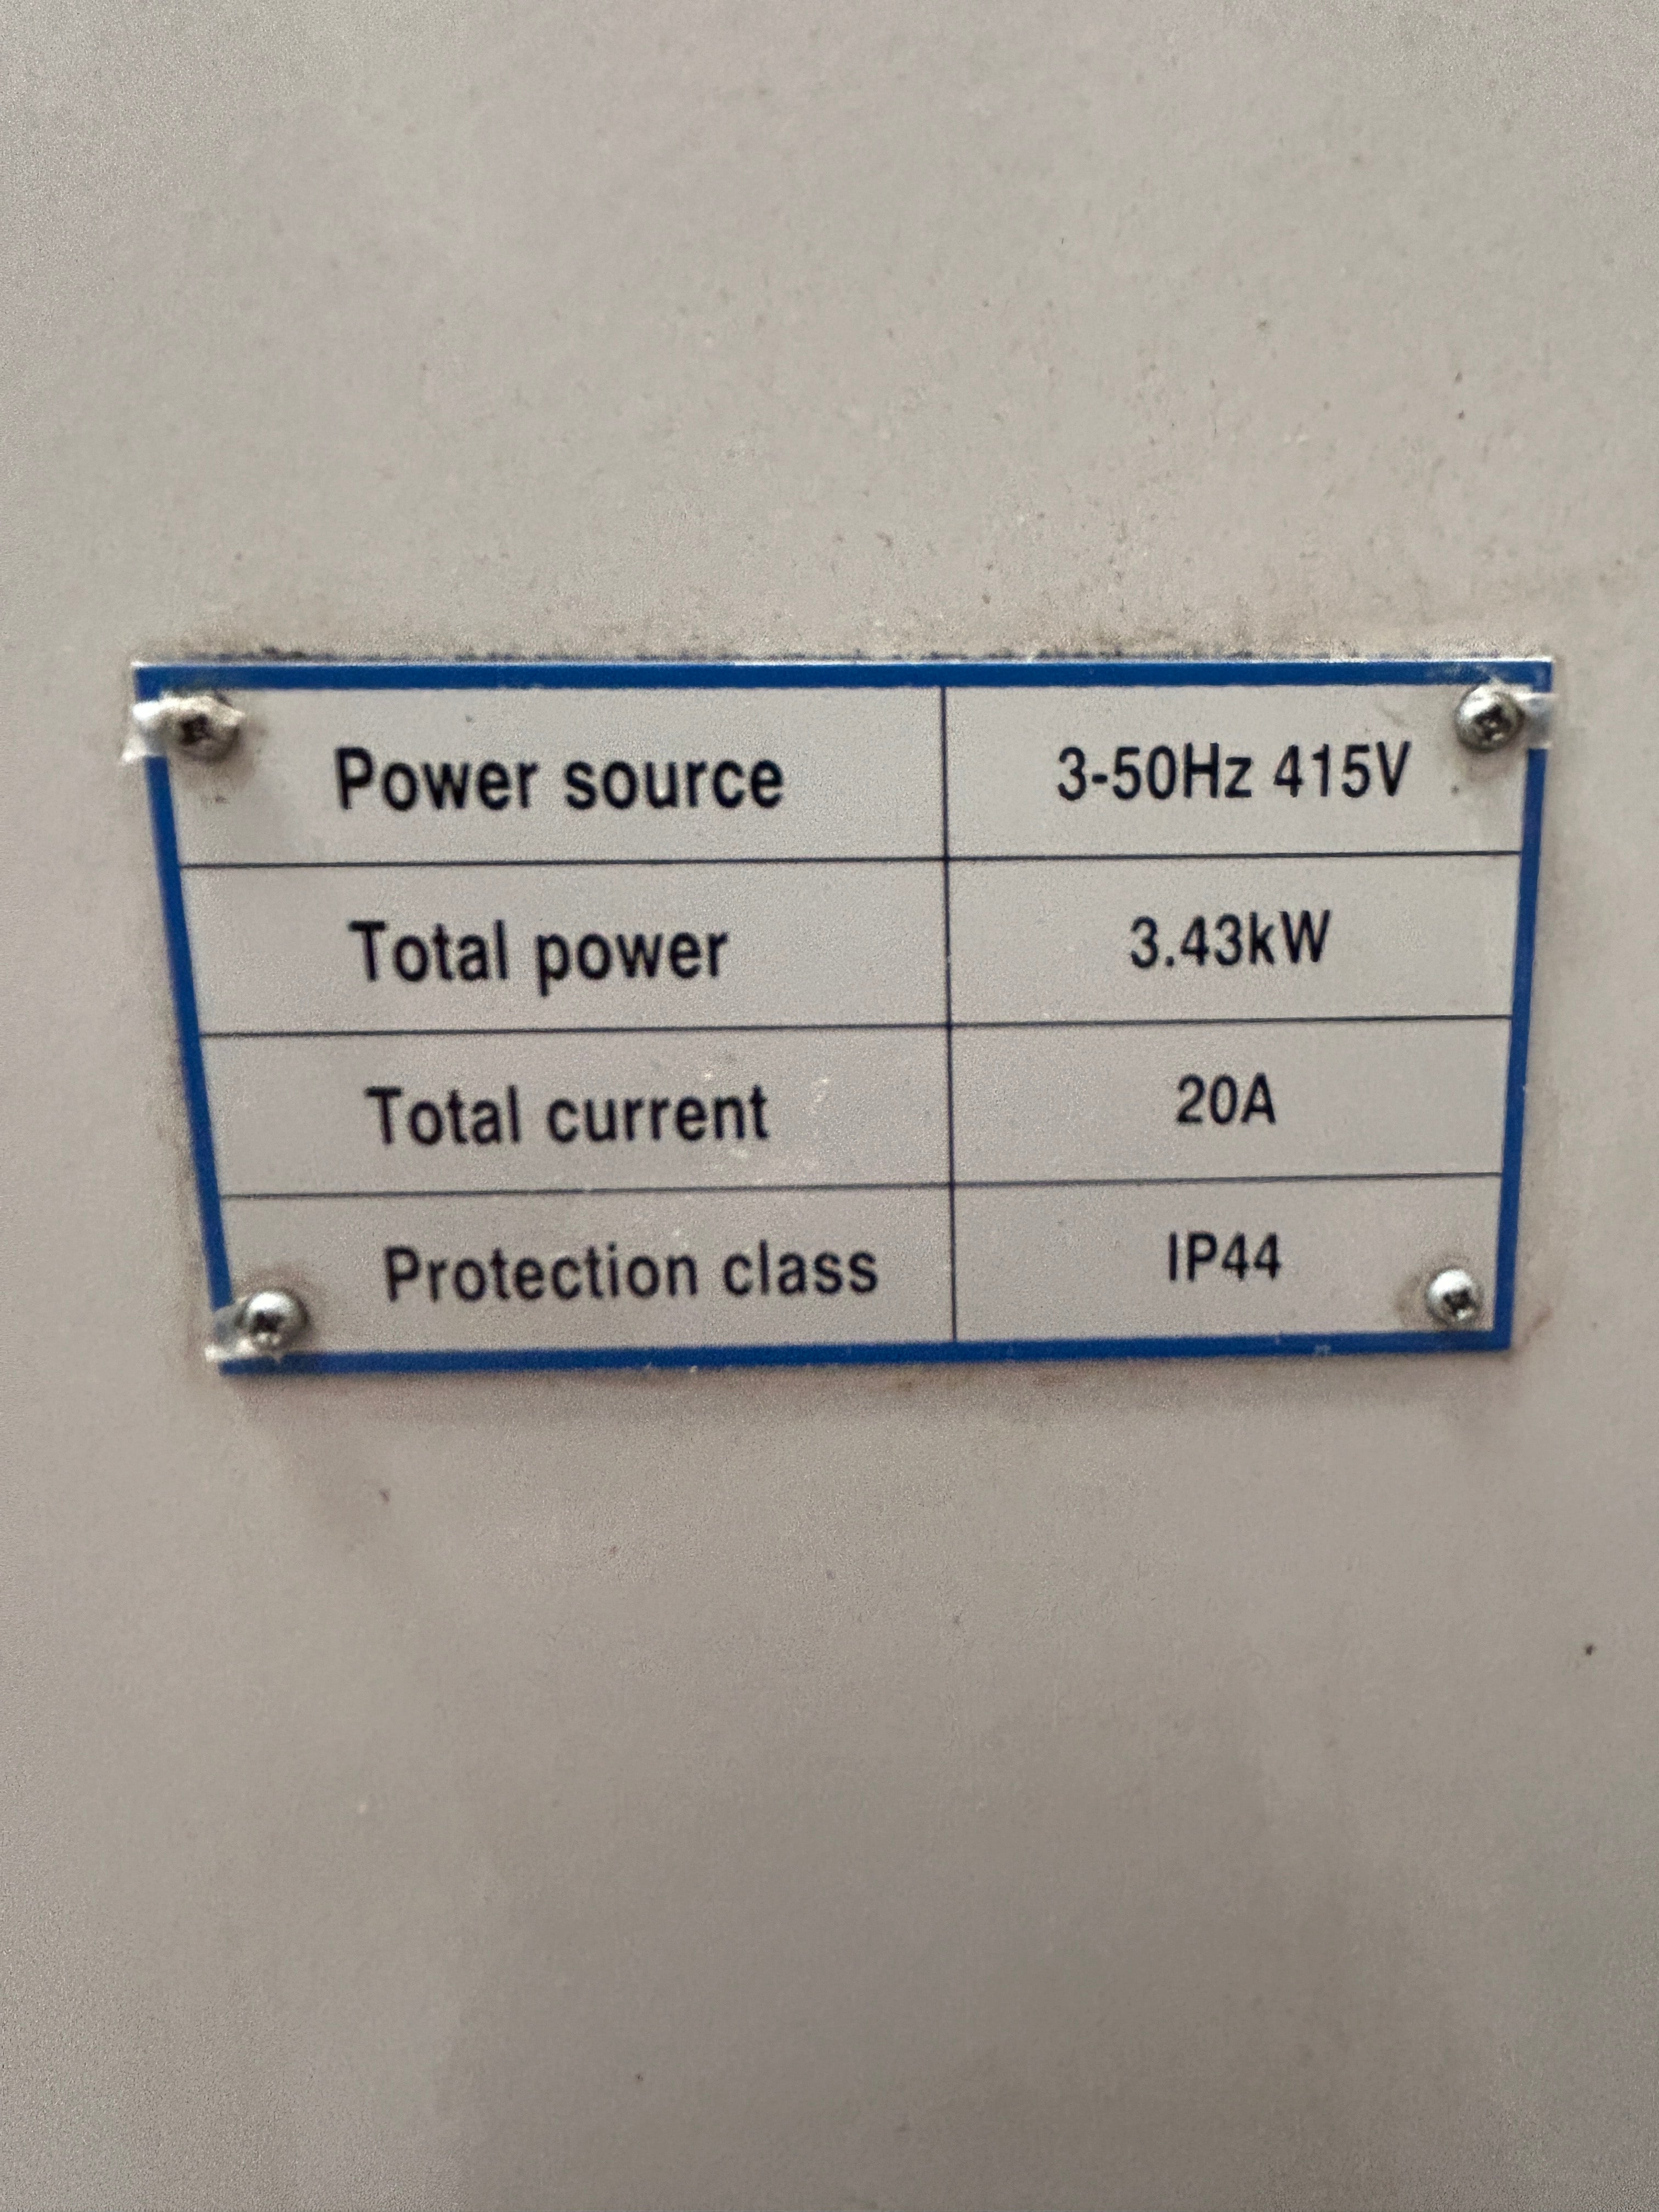 Power source 3-50Hz 415V
Total power 3.43kW
Total current 20A
Protection class IP44